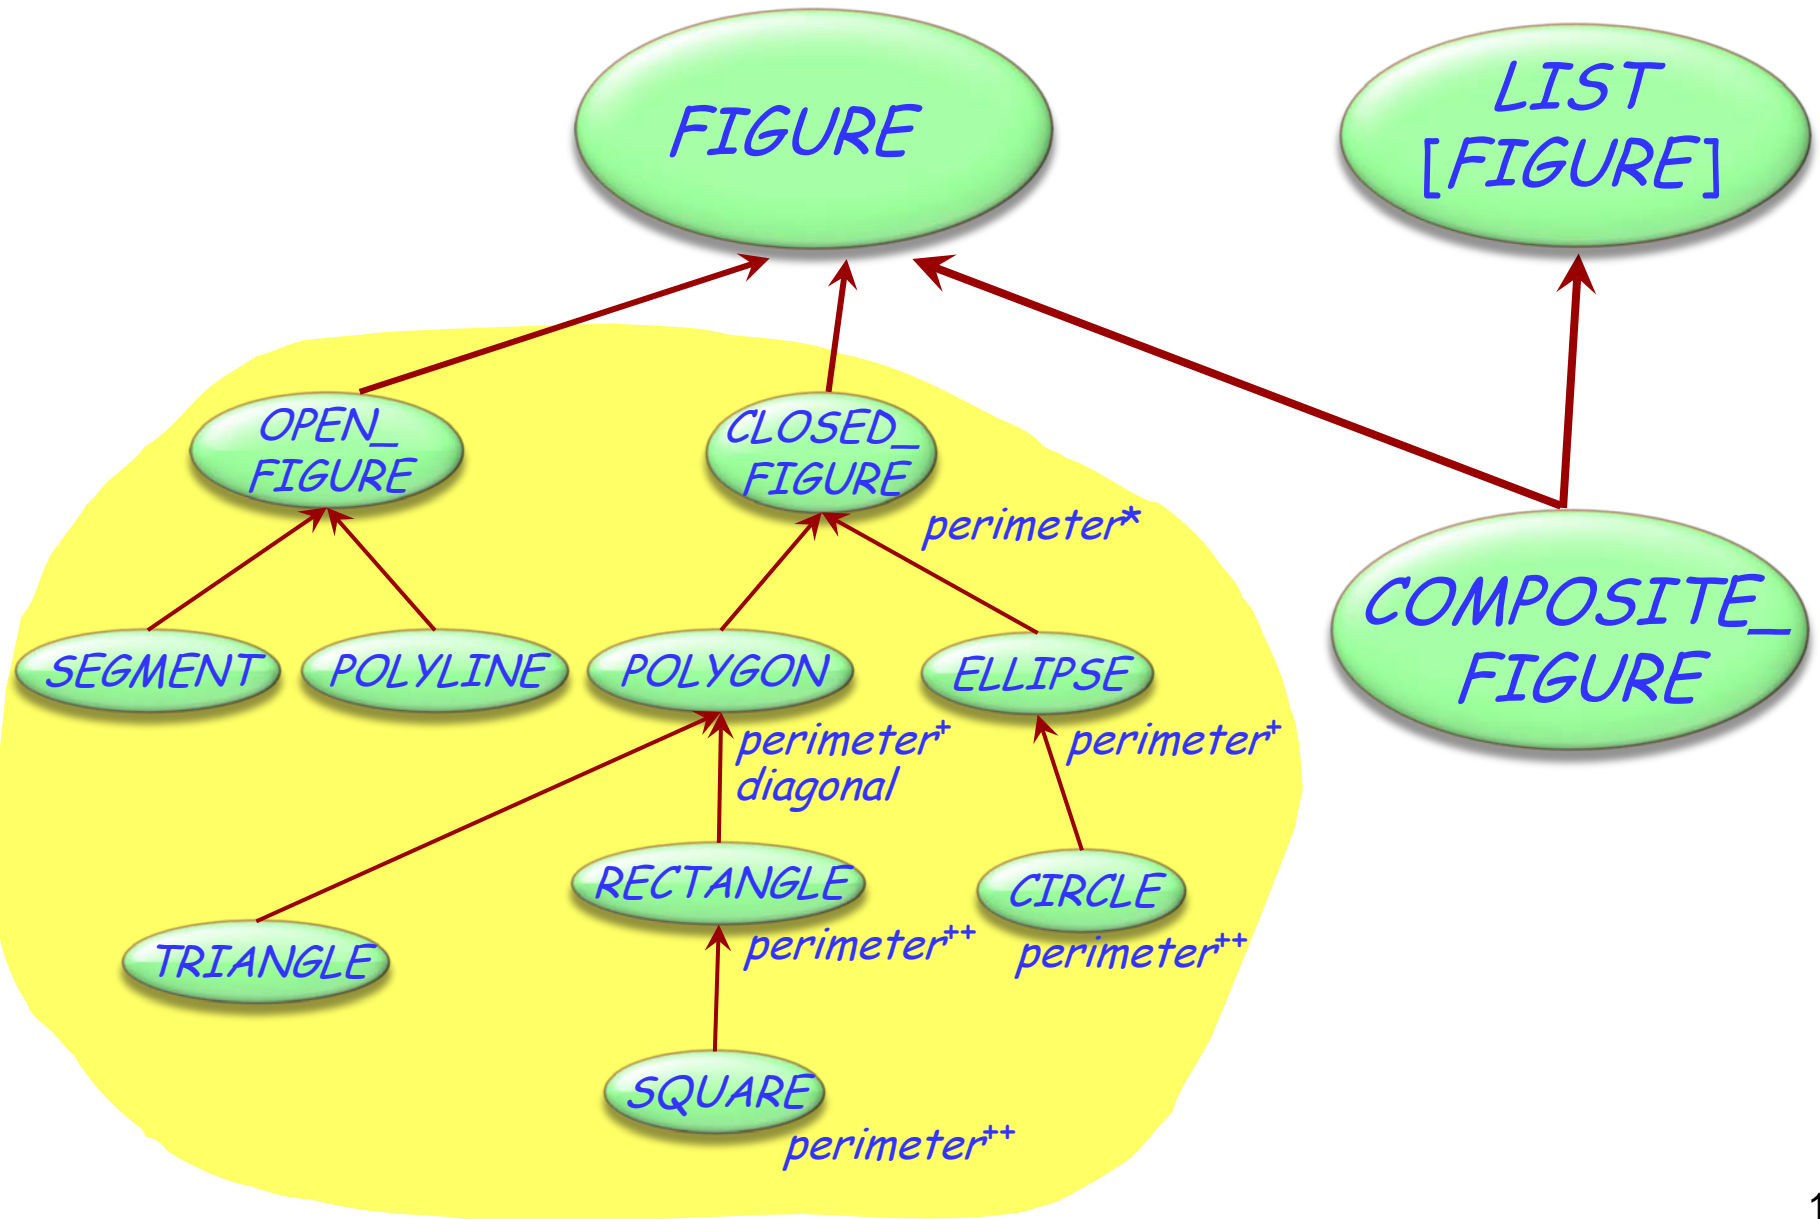 FIGURE
LIST
[FIGURE]
OPEN_
FIGURE
CLOSED_
FIGURE
perimeter*
COMPOSITE_
FIGURE
SEGMENT
POLYLINE
POLYGON
ELLIPSE
perimeter+
diagonal
perimeter+
RECTANGLE
CIRCLE
perimeter++
perimeter++
TRIANGLE
SQUARE
perimeter++